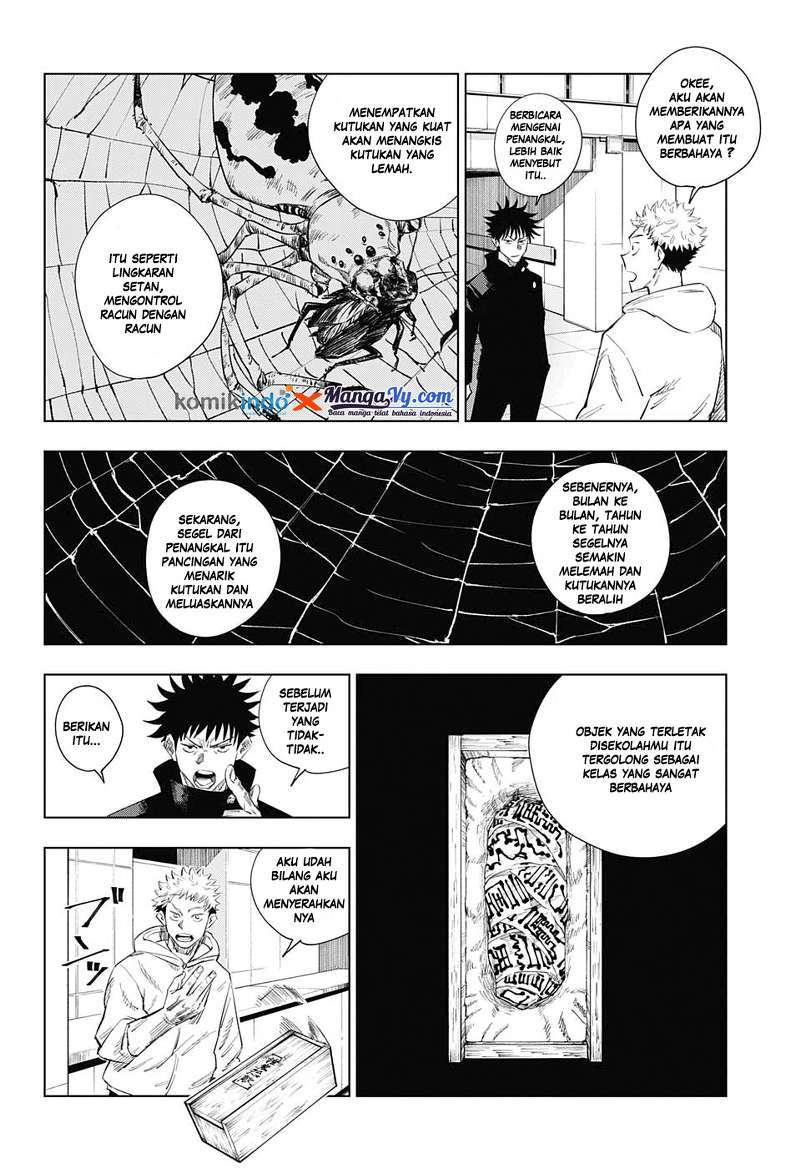 OKEE,
AKU AKAN
MEMBERIKANNYA
APA YANG
MEMBUAT ITU
BERBAHAYA ?
BERBICARA
MENGENAI
PENANGKAL,
LEBIH BAIK
MENYEBUT
ITU..
MENEMPATKAN
KUTUKAN YANG KUAT
AKAN MENANGKIS
KUTUKAN YANG
LEMAH.
ITU SEPERTI
LINGKARAN
SETAN,
MENGONTROL
RACUN DENGAN
RACUN
komikindo X MangaVy.com
Baca manga telat bahasa indonesia
SEBENERNYA,
BULAN KE
BULAN, TAHUN
KE TAHUN
SEGELNYA
SEMAKIN
MELEMAH DAN
KUTUKANNYA
BERALIH
SEKARANG,
SEGEL DARI
PENANGKAL ITU
PANCINGAN YANG
MENARIK
KUTUKAN DAN
MELUASKANNYA
OBJEK YANG TERLETAK
DISEKOLAHMU ITU
TERGOLONG SEBAGAI
KELAS YANG SANGAT
BERBAHAYA
SEBELUM
TERJADI
YANG
TIDAK-
TIDAK..
BERIKAN
ITU...
AKU UDAH
BILANG AKU
AKAN
MENYERAHKAN
NYA